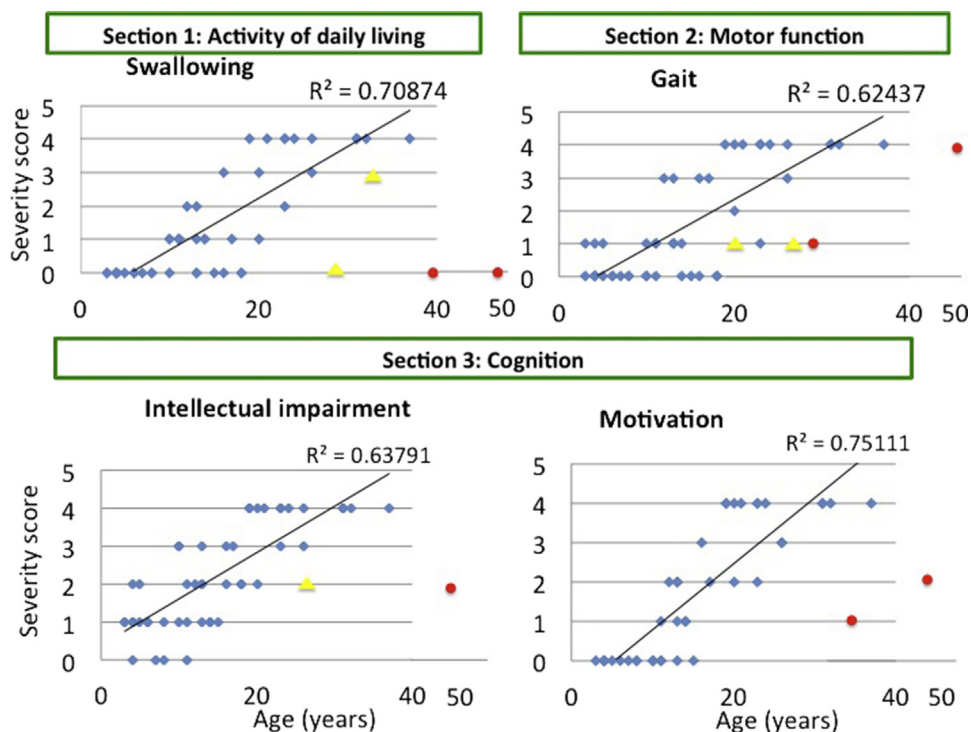 Section 1: Activity of daily living
Section 2: Motor function
Swallowing
R² = 0.70874
Severity score
5
4
3
2
1
0
0 20 40 50
Gait
R² = 0.62437
5
4
3
2
1
0
0 20 40 50
Section 3: Cognition
Intellectual impairment
R² = 0.63791
Severity score
5
4
3
2
1
0
0 20 40 50
Age (years)
Motivation
R² = 0.75111
5
4
3
2
1
0
0 20 40 50
Age (years)